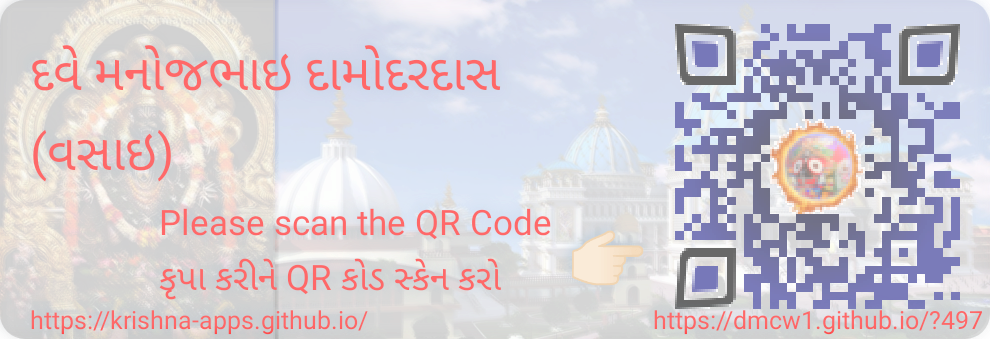 દવે મનોજભાઇ દામોદરદાસ
(વસાઇ)
Please scan the QR Code
કૃપા કરીને QR કોડ સ્કેન કરો
https://krishna-apps.github.io/
https://dmcw1.github.io/?497